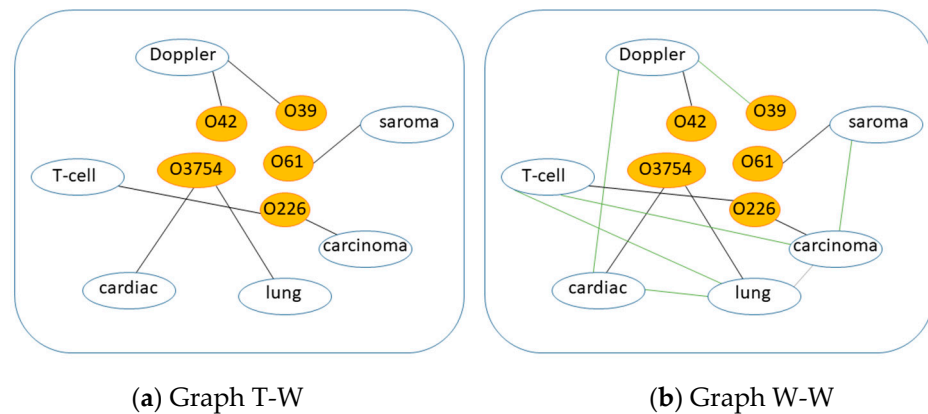 Doppler
O42
O39
O61
saroma
O3754
T-cell
O226
carcinoma
cardiac
lung
(a) Graph T-W
Doppler
O42
O39
O61
saroma
O3754
T-cell
O226
carcinoma
cardiac
lung
(b) Graph W-W